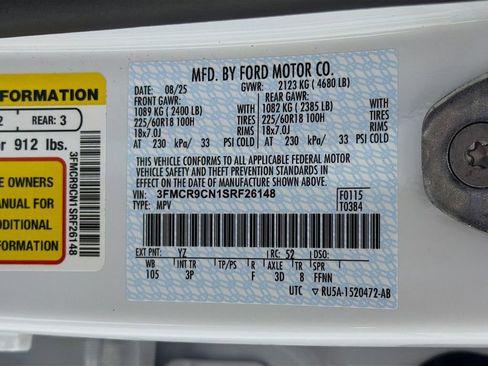 FORMATION
2 REAR: 3
or 912 lbs.
E OWNERS
ANUAL FOR
DDITIONAL
ORMATION
3FMCR9CN1SRF26148
MFD. BY FORD MOTOR CO.
08/25 GVWR: 2123 KG ( 4680 LB)
FRONT GAWR: REAR GAWR:
1089 KG ( 2400 LB) WITH 1082 KG ( 2385 LB) WITH
225/60R18 100H TIRES 225/60R18 100H TIRES
18x7.0J RIMS 18x7.0J RIMS
AT 230 kPa/ 33 PSI COLD AT 230 kPa/ 33 PSI COLD
THIS VEHICLE CONFORMS TO ALL APPLICABLE FEDERAL MOTOR
VEHICLE SAFETY AND THEFT PREVENTION STANDARDS IN EFFECT ON
THE DATE OF MANUFACTURE SHOWN ABOVE.
VIN: 3FMCR9CN1SRF26148 F0115
TYPE: MPV T0384
EXT PNT: YZ RC: 52 DSO:
WB INT TR TP/PS R AXLE TR SPR
105 3P F 3D 8 FFNN
UTC RU5A-1520472-AB